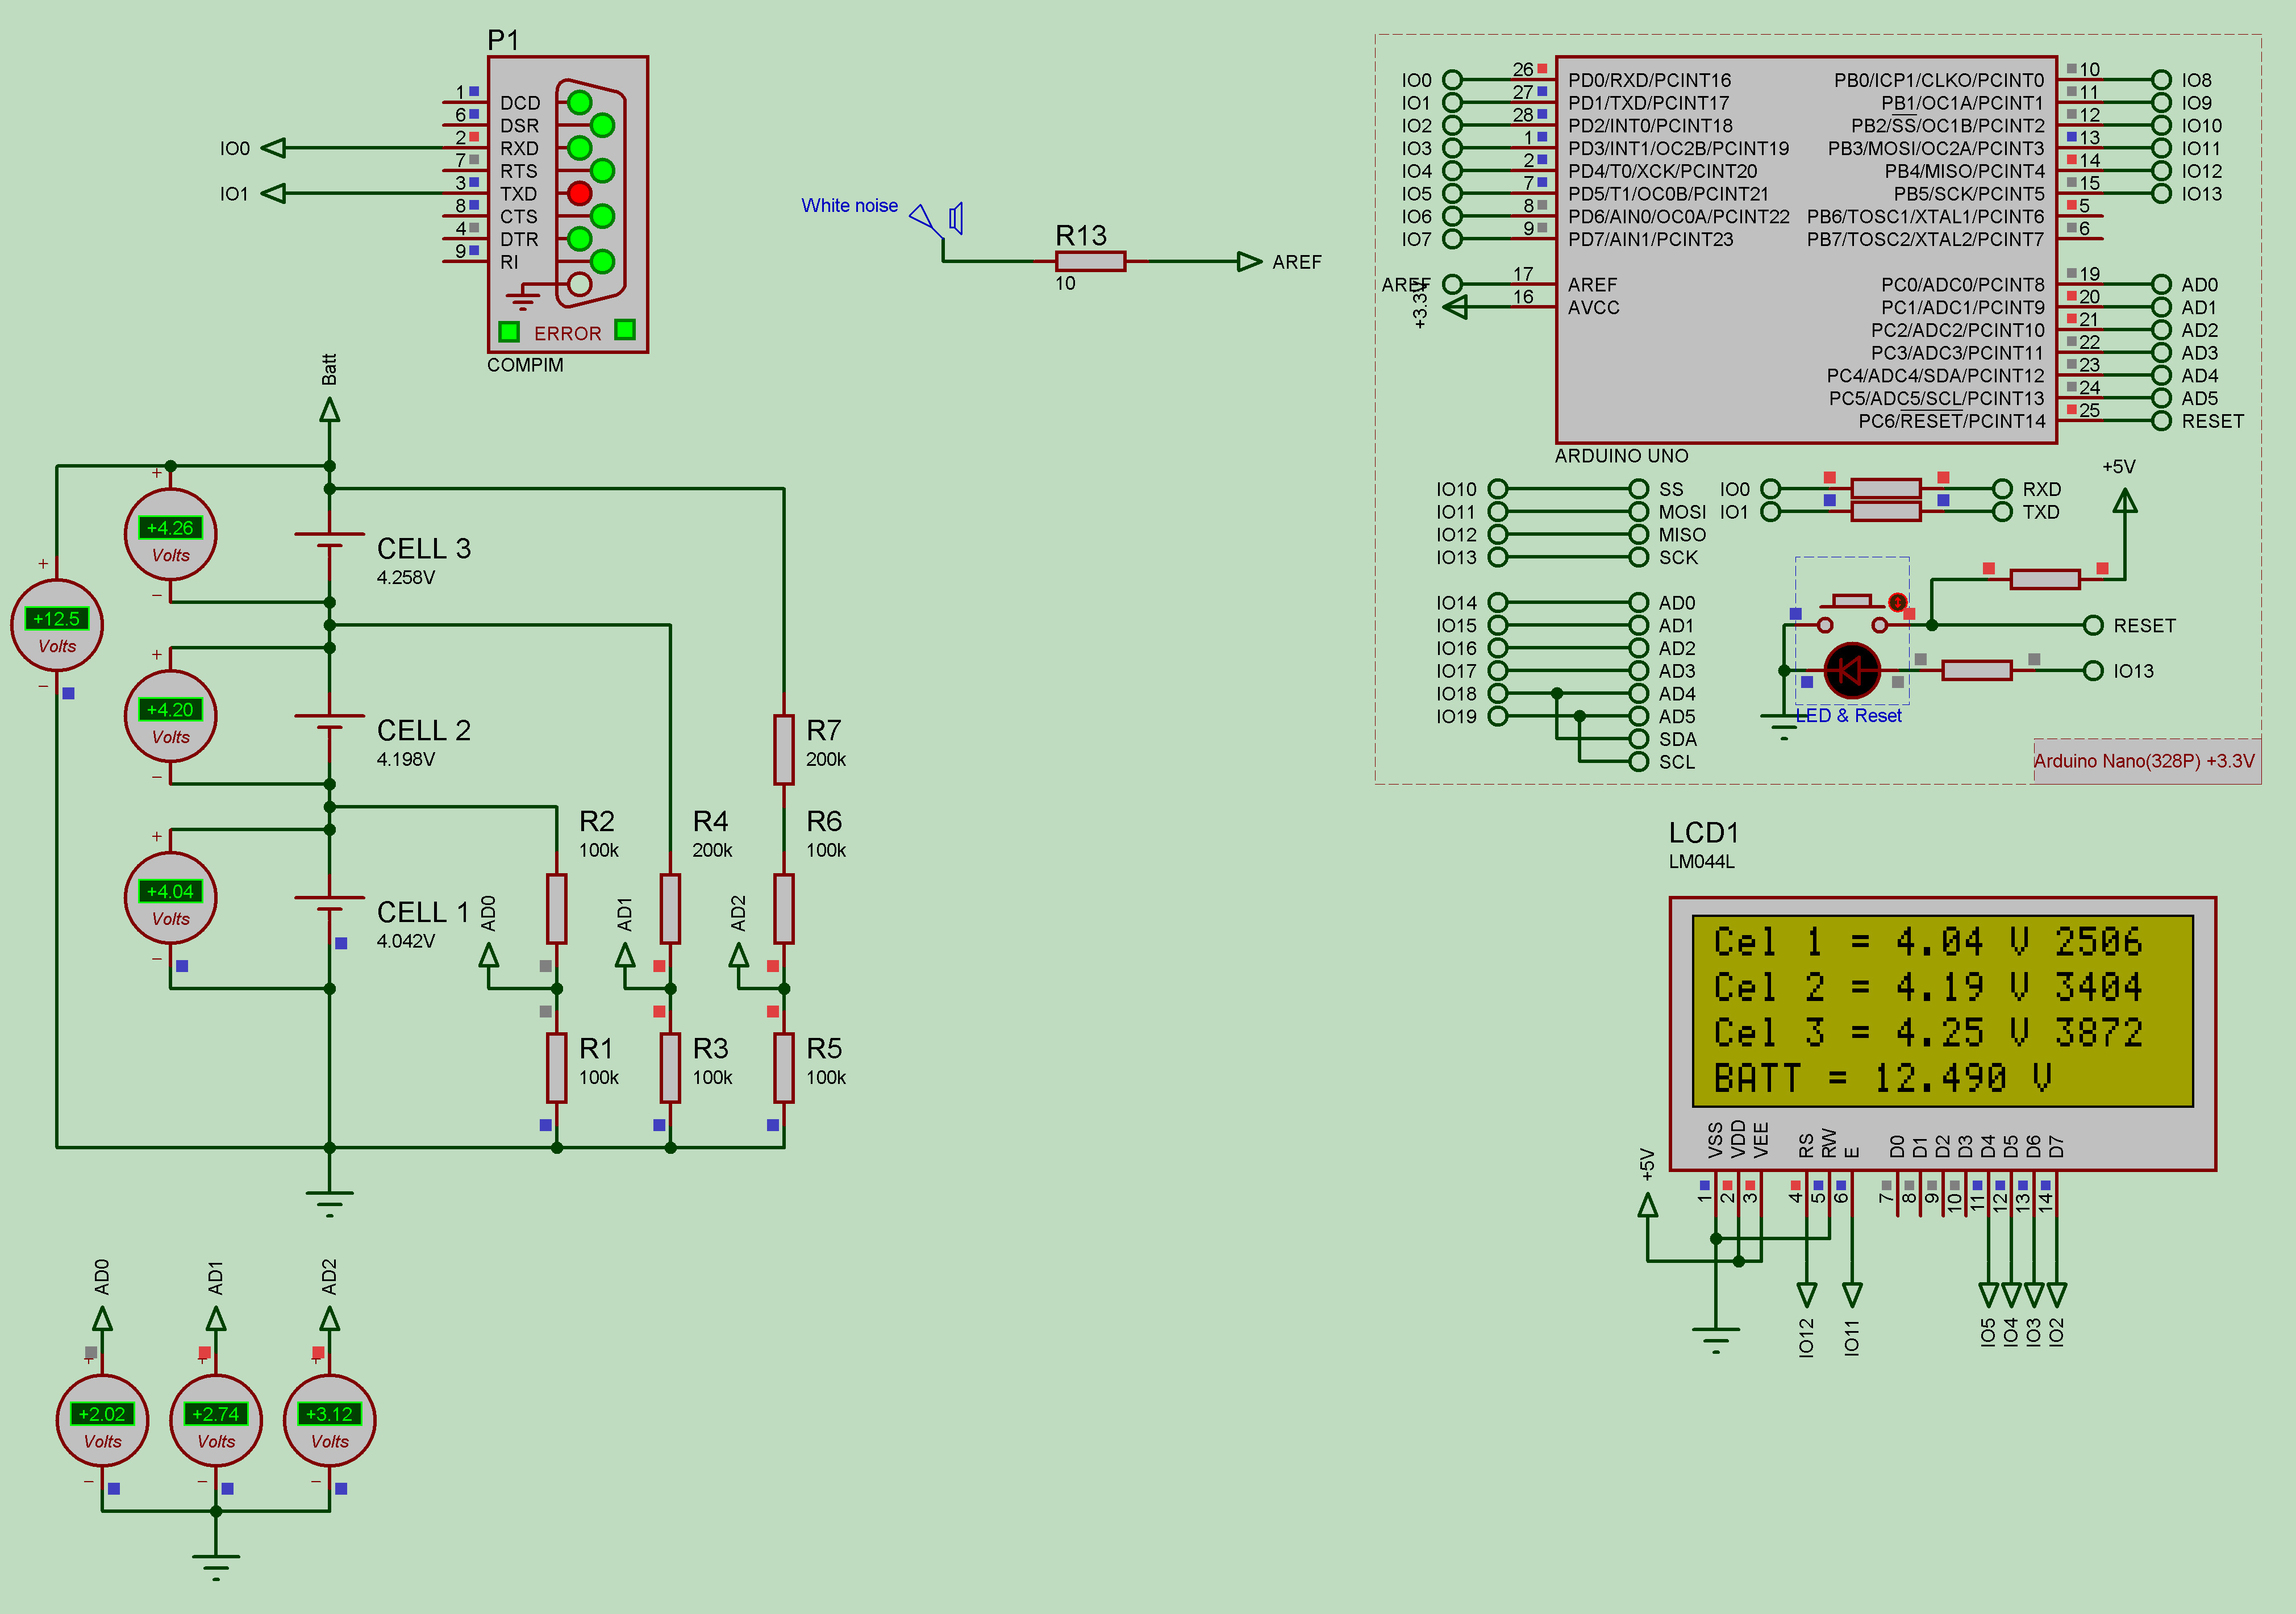 P1
1 DCD
6 DSR
IO0 2 RXD
7 RTS
IO1 3 TXD
8 CTS
4 DTR
9 RI
ERROR
COMPIM
White noise
R13
10
AREF
IO0 26 PD0/RXD/PCINT16 PB0/ICP1/CLKO/PCINT0 10 IO8
IO1 27 PD1/TXD/PCINT17 PB1/OC1A/PCINT1 11 IO9
IO2 28 PD2/INT0/PCINT18 PB2/SS/OC1B/PCINT2 12 IO10
IO3 1 PD3/INT1/OC2B/PCINT19 PB3/MOSI/OC2A/PCINT3 13 IO11
IO4 2 PD4/T0/XCK/PCINT20 PB4/MISO/PCINT4 14 IO12
IO5 7 PD5/T1/OC0B/PCINT21 PB5/SCK/PCINT5 15 IO13
IO6 8 PD6/AIN0/OC0A/PCINT22 PB6/TOSC1/XTAL1/PCINT6 5
IO7 9 PD7/AIN1/PCINT23 PB7/TOSC2/XTAL2/PCINT7 6
AREF 17 AREF PC0/ADC0/PCINT8 19 AD0
+3.3V 16 AVCC PC1/ADC1/PCINT9 20 AD1
PC2/ADC2/PCINT10 21 AD2
PC3/ADC3/PCINT11 22 AD3
PC4/ADC4/SDA/PCINT12 23 AD4
PC5/ADC5/SCL/PCINT13 24 AD5
PC6/RESET/PCINT14 25 RESET
ARDUINO UNO
+5V
IO10 SS IO0 RXD
IO11 MOSI IO1 TXD
IO12 MISO
IO13 SCK
IO14 AD0
IO15 AD1 RESET
IO16 AD2
IO17 AD3 IO13
IO18 AD4
IO19 AD5
SDA
SCL
LED & Reset
Arduino Nano(328P) +3.3V
Batt
+
+4.26
Volts
−
CELL 3
4.258V
+
+12.5
Volts
−
+
+4.20
Volts
−
CELL 2
4.198V
+
+4.04
Volts
−
CELL 1
4.042V
R7
200k
R2 R4 R6
100k 200k 100k
AD0 AD1 AD2
R1 R3 R5
100k 100k 100k
AD0 AD1 AD2
+ + +
+2.02 +2.74 +3.12
Volts Volts Volts
− − −
LCD1
LM044L
Cel 1 = 4.04 V 2506
Cel 2 = 4.19 V 3404
Cel 3 = 4.25 V 3872
BATT = 12.490 V
VSS VDD VEE RS RW E D0 D1 D2 D3 D4 D5 D6 D7
+5V
1 2 3 4 5 6 7 8 9 10 11 12 13 14
IO12 IO11 IO5 IO4 IO3 IO2